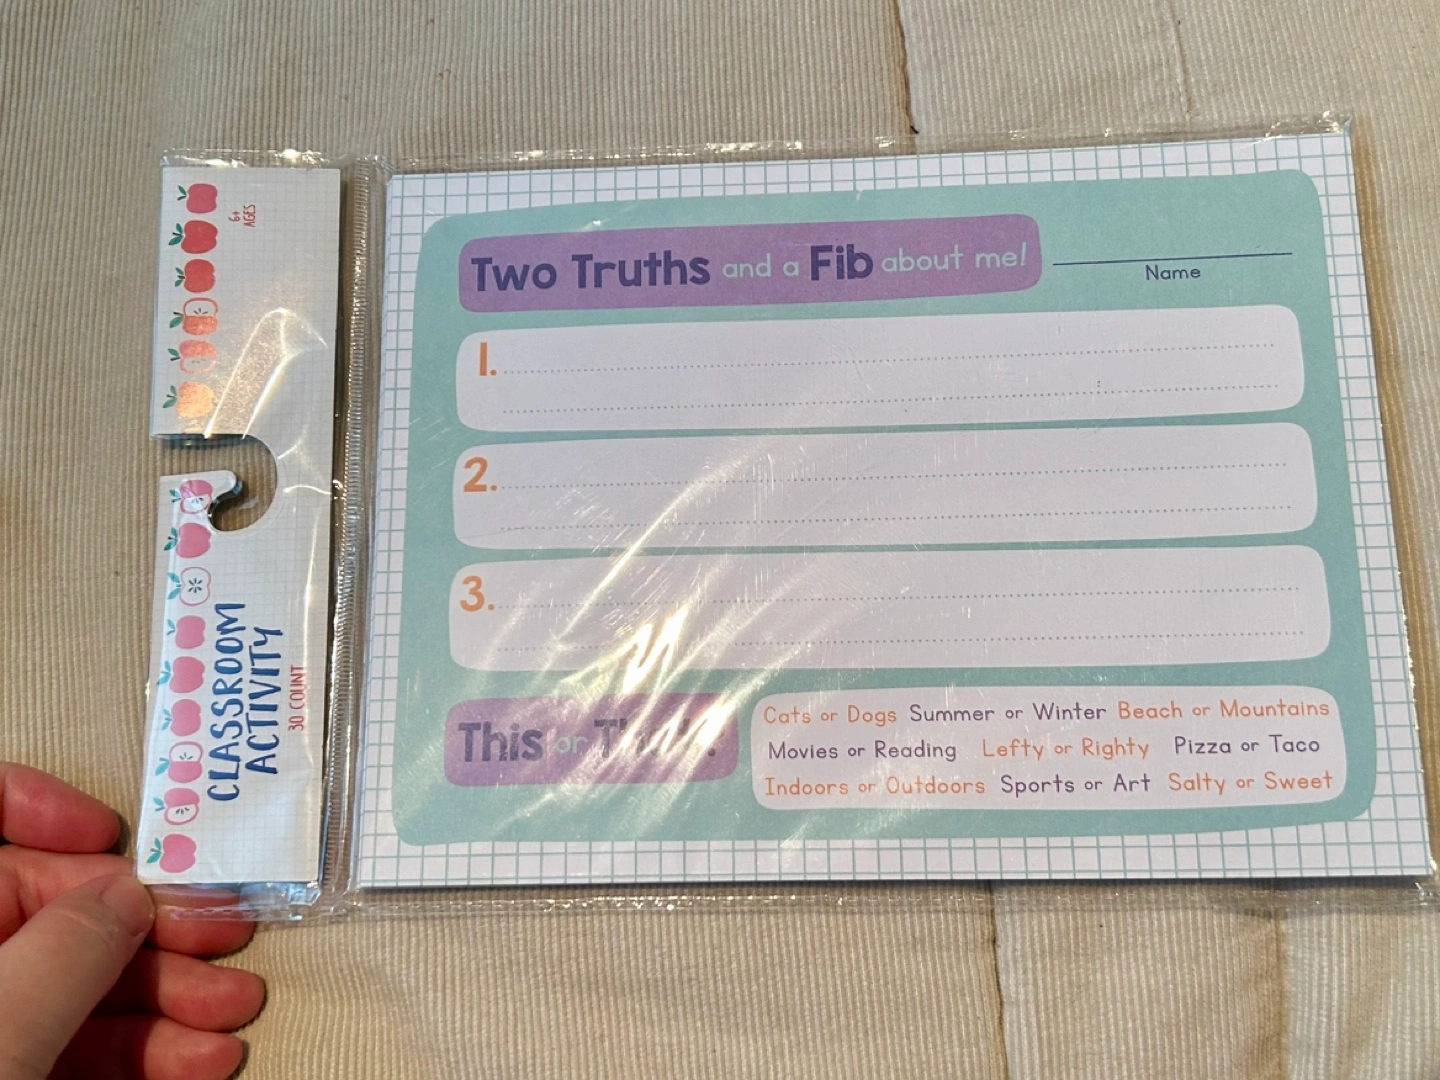 6+
AGES
CLASSROOM
ACTIVITY
30 COUNT
Two Truths and a Fib about me!
Name
1.
2.
3.
This or That?
Cats or Dogs Summer or Winter Beach or Mountains
Movies or Reading Lefty or Righty Pizza or Taco
Indoors or Outdoors Sports or Art Salty or Sweet